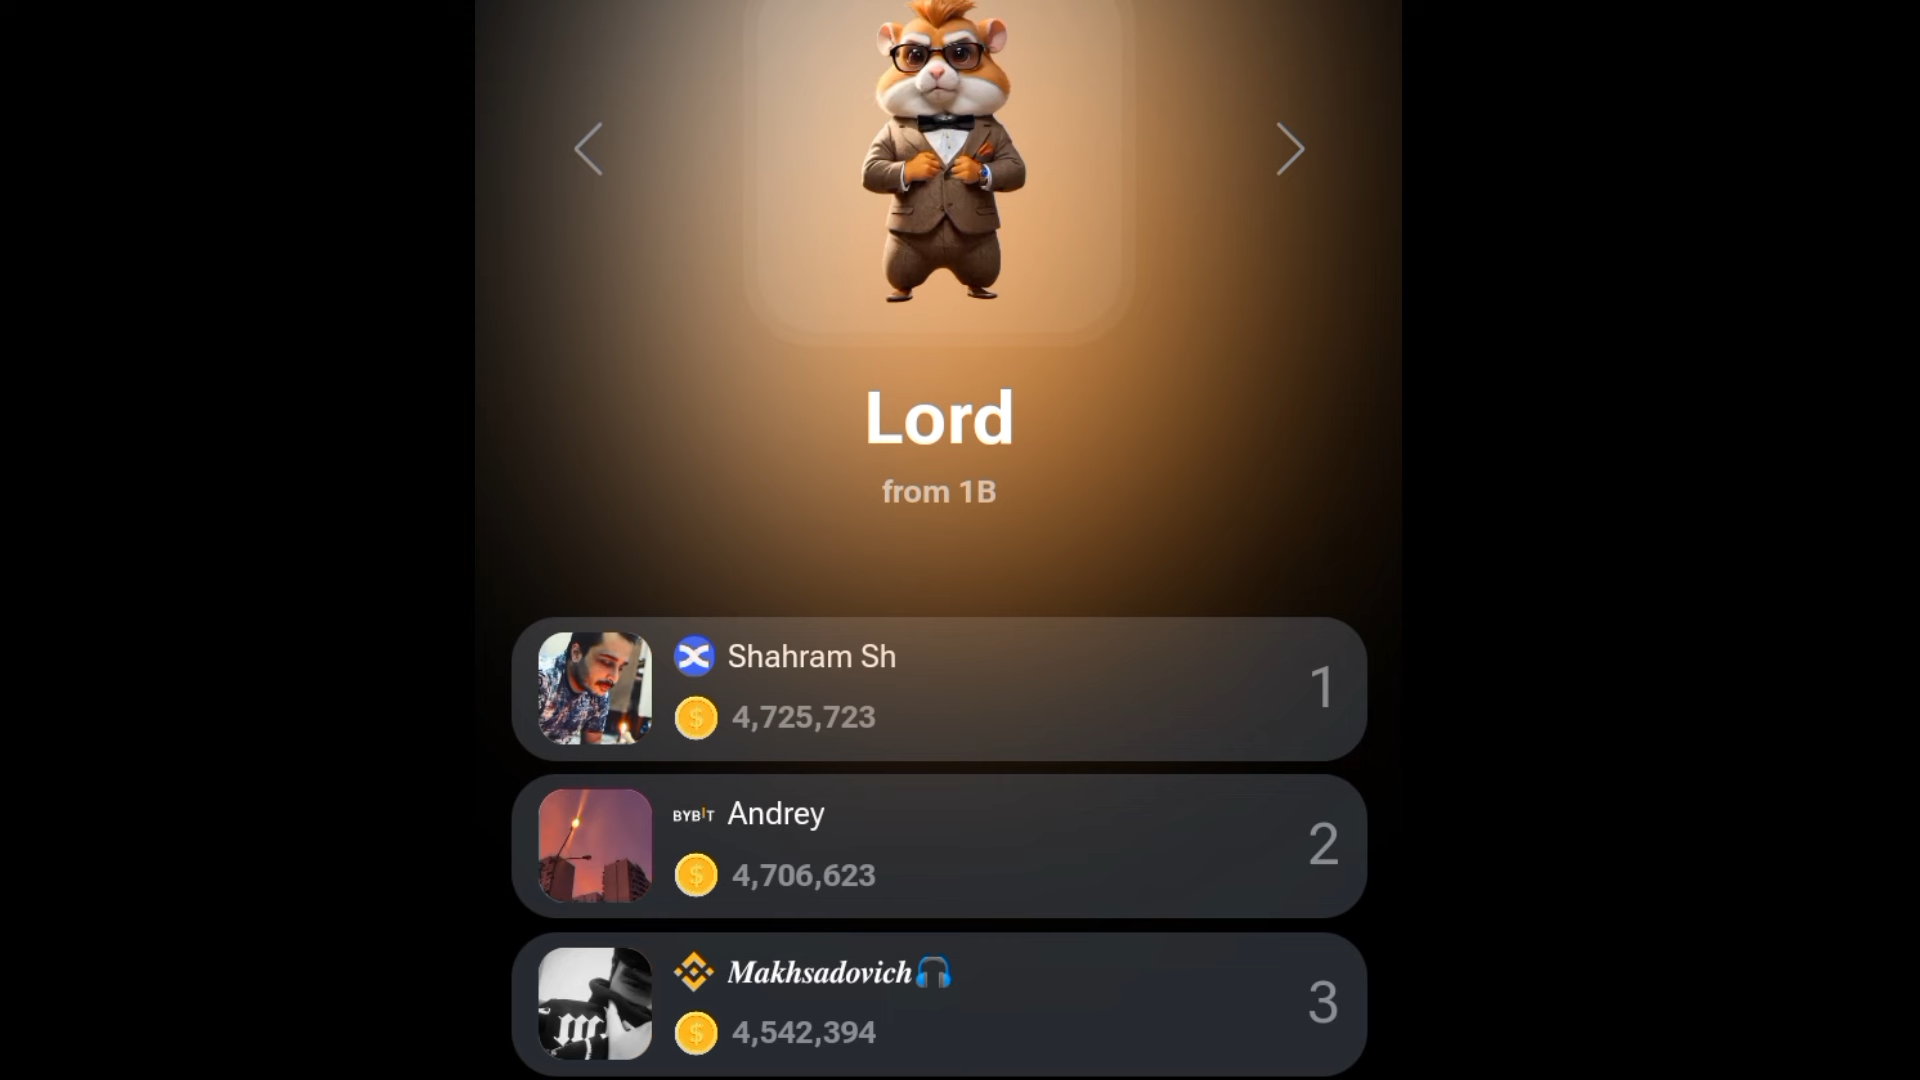 Lord
from 1B
Shahram Sh
1
4,725,723
BYBIT Andrey
2
4,706,623
Makhsadovich🎧
3
4,542,394